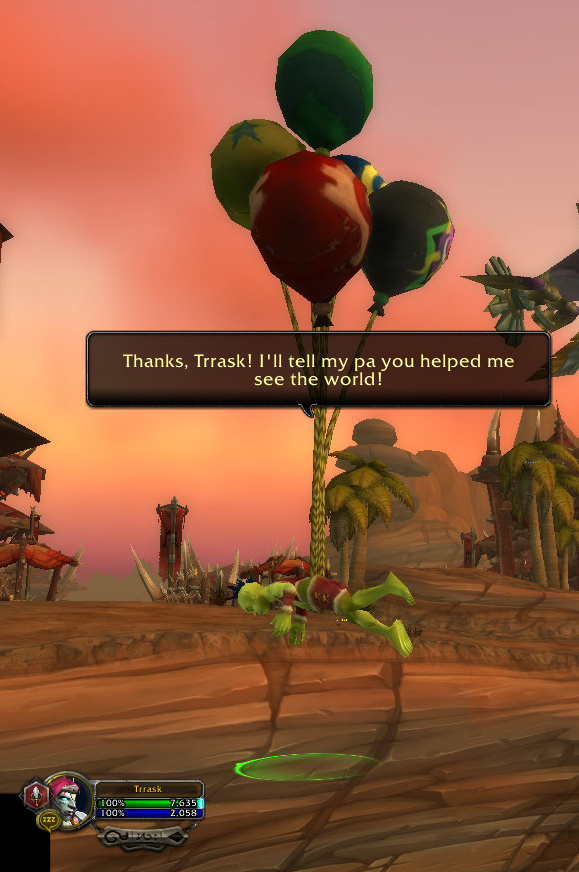 Thanks, Trrask! I'll tell my pa you helped me
see the world!
Trrask
100% 7,635
100% 2,058
zzz